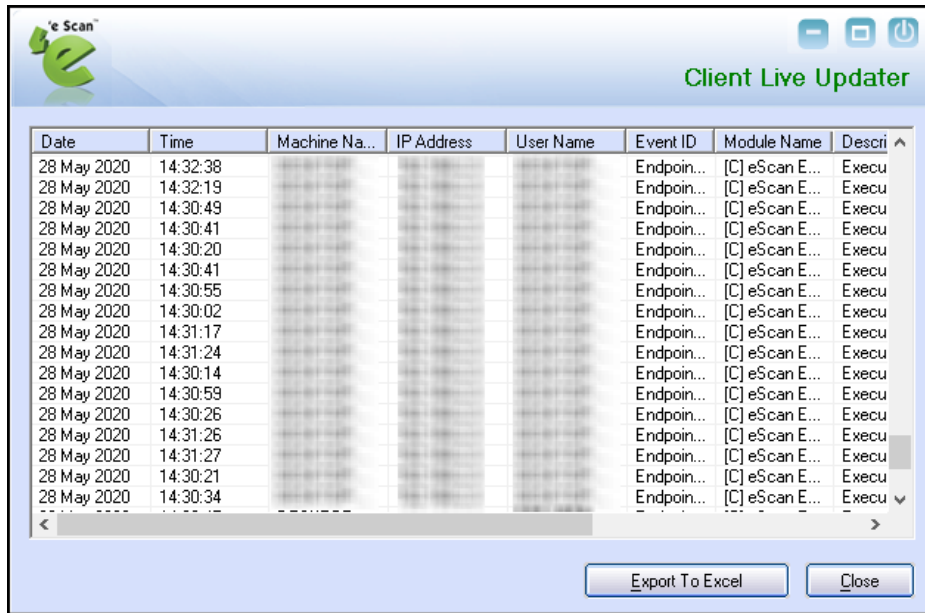 'e Scan™
Client Live Updater
Date Time Machine Na... IP Address User Name Event ID Module Name Descri
28 May 2020 14:32:38 Endpoin... [C] eScan E... Execu
28 May 2020 14:32:19 Endpoin... [C] eScan E... Execu
28 May 2020 14:30:49 Endpoin... [C] eScan E... Execu
28 May 2020 14:30:41 Endpoin... [C] eScan E... Execu
28 May 2020 14:30:20 Endpoin... [C] eScan E... Execu
28 May 2020 14:30:41 Endpoin... [C] eScan E... Execu
28 May 2020 14:30:55 Endpoin... [C] eScan E... Execu
28 May 2020 14:30:02 Endpoin... [C] eScan E... Execu
28 May 2020 14:31:17 Endpoin... [C] eScan E... Execu
28 May 2020 14:31:24 Endpoin... [C] eScan E... Execu
28 May 2020 14:30:14 Endpoin... [C] eScan E... Execu
28 May 2020 14:30:59 Endpoin... [C] eScan E... Execu
28 May 2020 14:30:26 Endpoin... [C] eScan E... Execu
28 May 2020 14:31:26 Endpoin... [C] eScan E... Execu
28 May 2020 14:31:27 Endpoin... [C] eScan E... Execu
28 May 2020 14:30:21 Endpoin... [C] eScan E... Execu
28 May 2020 14:30:34 Endpoin... [C] eScan E... Execu
Export To Excel Close